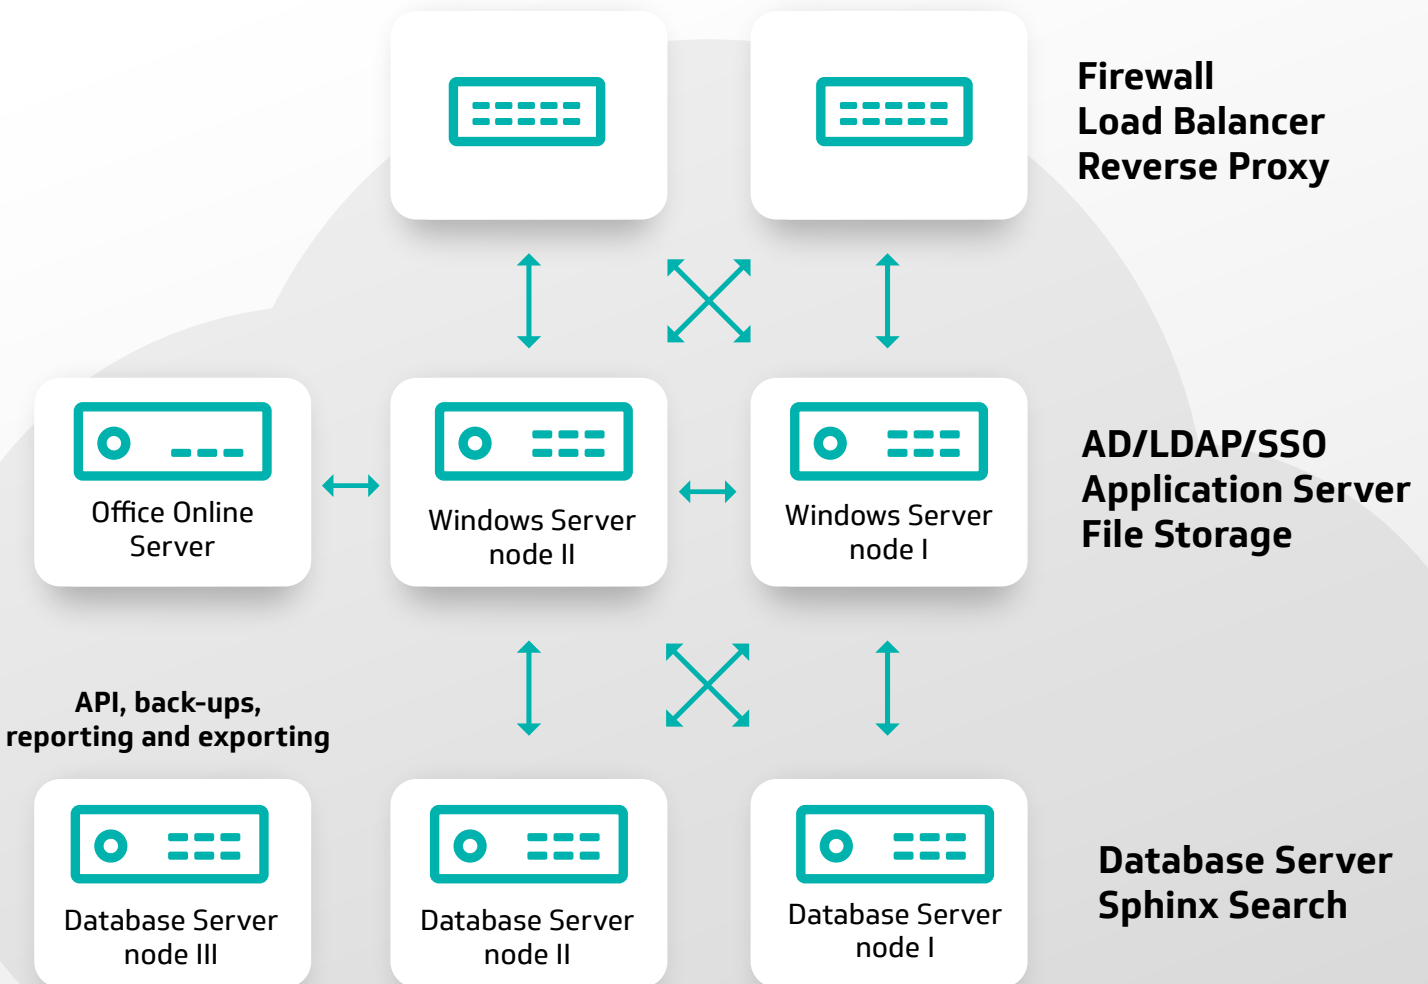 Firewall
Load Balancer
Reverse Proxy
Office Online
Server
Windows Server
node II
Windows Server
node I
AD/LDAP/SSO
Application Server
File Storage
API, back-ups,
reporting and exporting
Database Server
node III
Database Server
node II
Database Server
node I
Database Server
Sphinx Search